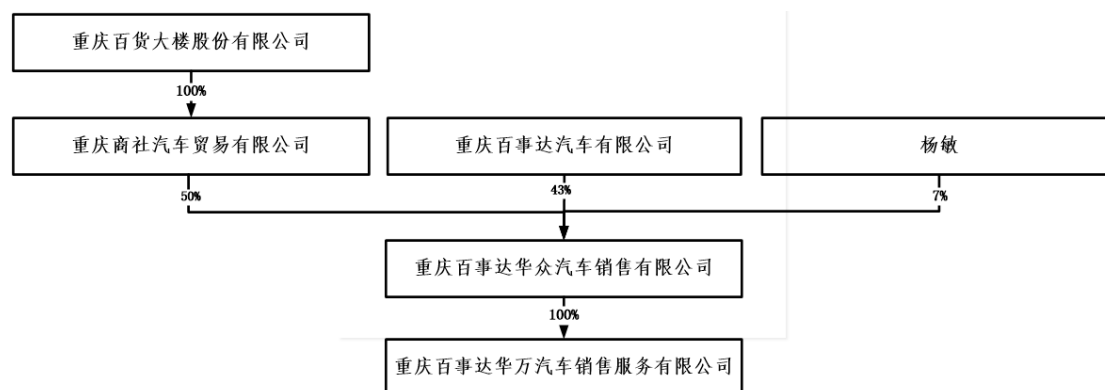 重庆百货大楼股份有限公司
100%
重庆商社汽车贸易有限公司
重庆百事达汽车有限公司
杨敏
50%
43%
7%
重庆百事达华众汽车销售有限公司
100%
重庆百事达华万汽车销售服务有限公司